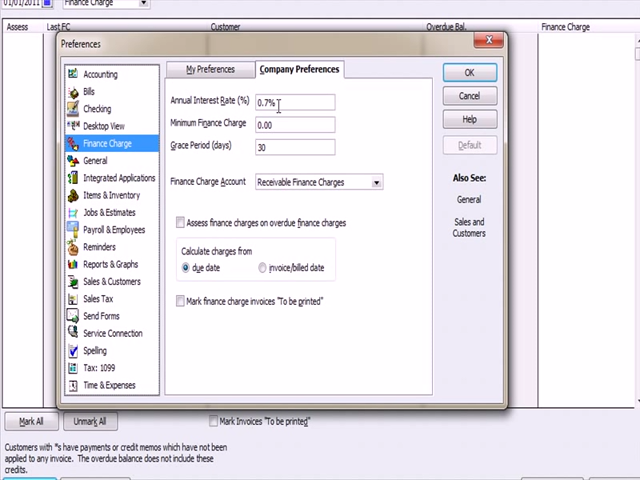 01/01/2011 Finance Charge
Assess Last FC Customer Overdue Bal. Finance Charge
Preferences
My Preferences Company Preferences
Accounting
Bills
Checking
Desktop View
Finance Charge
General
Integrated Applications
Items & Inventory
Jobs & Estimates
Payroll & Employees
Reminders
Reports & Graphs
Sales & Customers
Sales Tax
Send Forms
Service Connection
Spelling
Tax: 1099
Time & Expenses
Annual Interest Rate (%) 0.7%
Minimum Finance Charge 0.00
Grace Period (days) 30
Finance Charge Account Receivable Finance Charges
Assess finance charges on overdue finance charges
Calculate charges from
due date invoice/billed date
Mark finance charge invoices "To be printed"
OK
Cancel
Help
Default
Also See:
General
Sales and
Customers
Mark All Unmark All Mark Invoices "To be printed"
Customers with *s have payments or credit memos which have not been
applied to any invoice. The overdue balance does not include these
credits.